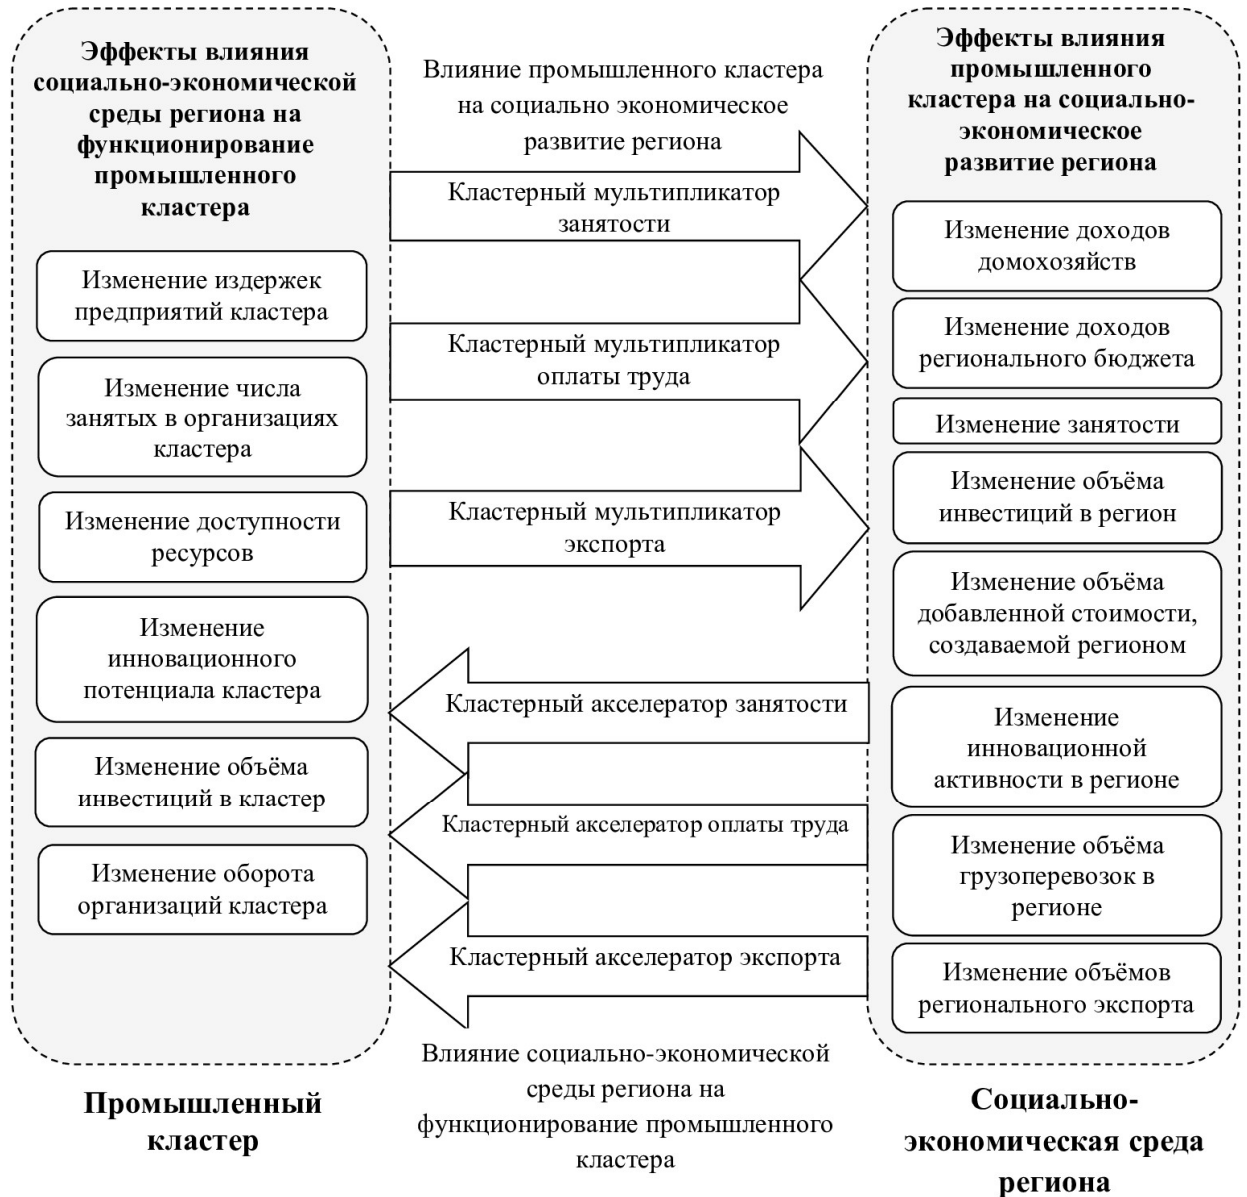 Эффекты влияния
социально-экономической
среды региона на
функционирование
промышленного
кластера
Изменение издержек
предприятий кластера
Изменение числа
занятых в организациях
кластера
Изменение доступности
ресурсов
Изменение
инновационного
потенциала кластера
Изменение объёма
инвестиций в кластер
Изменение оборота
организаций кластера
Промышленный
кластер
Влияние промышленного кластера
на социально экономическое
развитие региона
Кластерный мультипликатор
занятости
Кластерный мультипликатор
оплаты труда
Кластерный мультипликатор
экспорта
Кластерный акселератор занятости
Кластерный акселератор оплаты труда
Кластерный акселератор экспорта
Влияние социально-экономической
среды региона на
функционирование промышленного
кластера
Эффекты влияния
промышленного
кластера на социально-
экономическое
развитие региона
Изменение доходов
домохозяйств
Изменение доходов
регионального бюджета
Изменение занятости
Изменение объёма
инвестиций в регион
Изменение объёма
добавленной стоимости,
создаваемой регионом
Изменение
инновационной
активности в регионе
Изменение объёма
грузоперевозок в
регионе
Изменение объёмов
регионального экспорта
Социально-
экономическая среда
региона